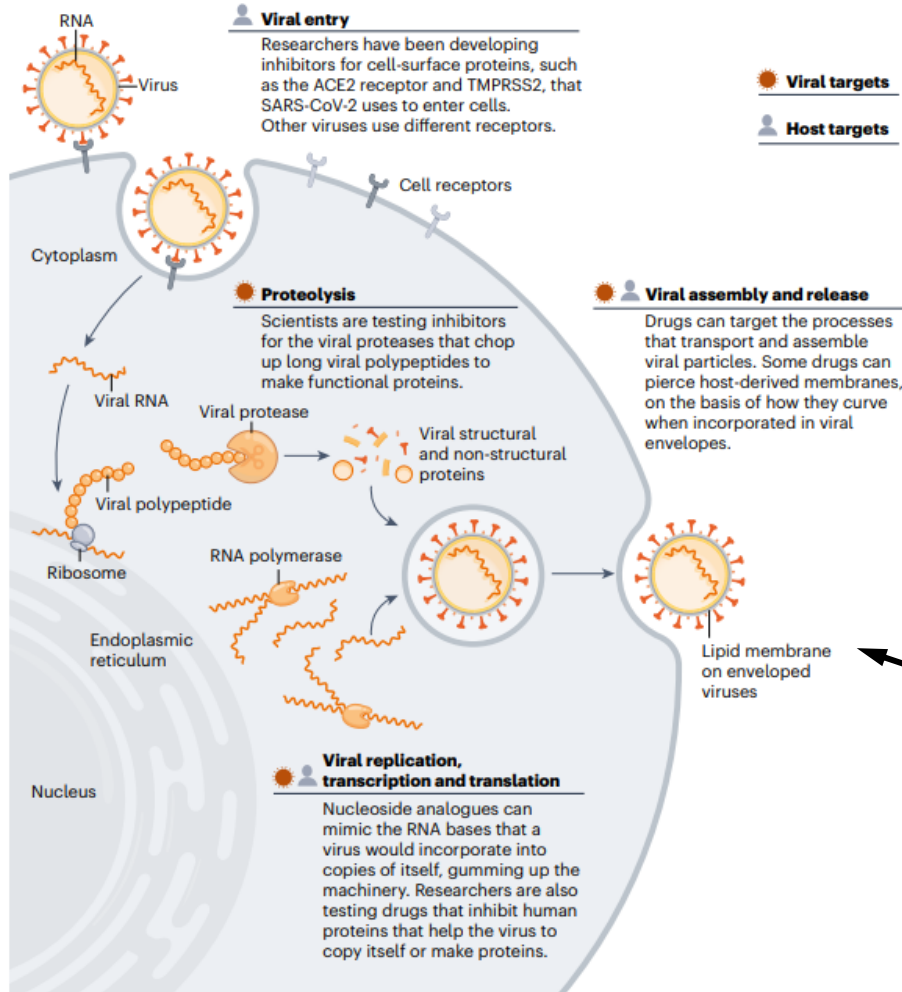 RNA
Virus
Viral entry
Researchers have been developing
inhibitors for cell-surface proteins, such
as the ACE2 receptor and TMPRSS2, that
SARS-CoV-2 uses to enter cells.
Other viruses use different receptors.
Viral targets
Host targets
Cell receptors
Cytoplasm
Proteolysis
Scientists are testing inhibitors
for the viral proteases that chop
up long viral polypeptides to
make functional proteins.
Viral assembly and release
Drugs can target the processes
that transport and assemble
viral particles. Some drugs can
pierce host-derived membranes,
on the basis of how they curve
when incorporated in viral
envelopes.
Viral RNA
Viral protease
Viral structural
and non-structural
proteins
Viral polypeptide
Ribosome
RNA polymerase
Endoplasmic
reticulum
Lipid membrane
on enveloped
viruses
Nucleus
Viral replication,
transcription and translation
Nucleoside analogues can
mimic the RNA bases that a
virus would incorporate into
copies of itself, gumming up the
machinery. Researchers are also
testing drugs that inhibit human
proteins that help the virus to
copy itself or make proteins.